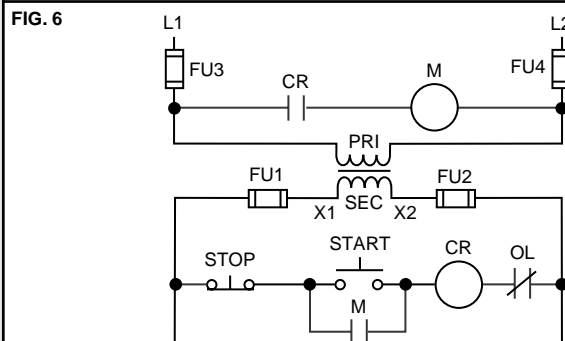 FIG. 6
L1
L2
FU3
FU4
CR
M
PRI
FU1
FU2
X1
SEC
X2
START
STOP
CR
OL
M